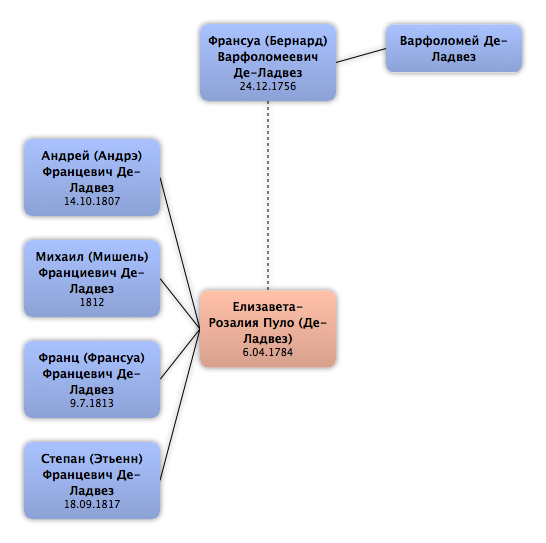 Франсуа (Бернард)
Варфоломеевич
Де-Ладвез
24.12.1756
Варфоломей Де-
Ладвез
Андрей (Андрэ)
Францевич Де-
Ладвез
14.10.1807
Михаил (Мишель)
Франциевич Де-
Ладвез
1812
Елизавета-
Розалия Пуло (Де-
Ладвез)
6.04.1784
Франц (Франсуа)
Францевич Де-
Ладвез
9.7.1813
Степан (Этьенн)
Францевич Де-
Ладвез
18.09.1817